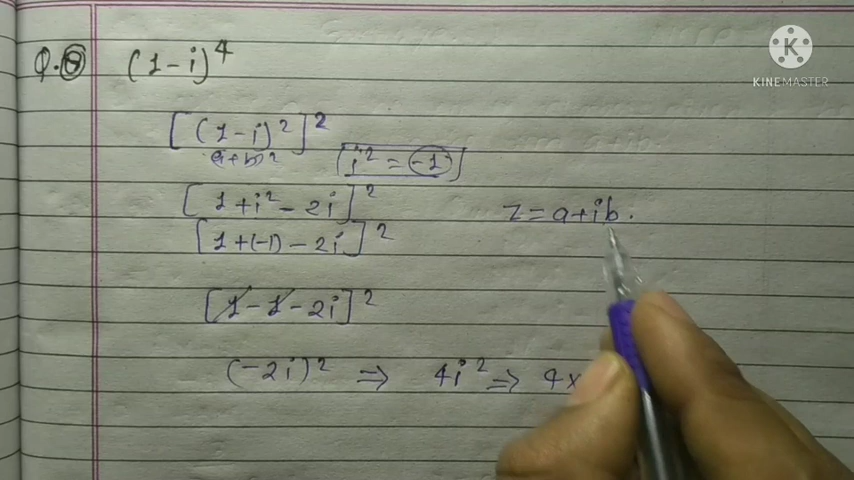 Q.8 (1-i)^4
K
KINEMASTER
[(1-i)^2]^2
(a+b)^2
i^2 = -1
[1+i^2-2i]^2
z=a+ib.
[1+(-1)-2i]^2
[1-1-2i]^2
(-2i)^2 ⇒ 4i^2 ⇒ 4×